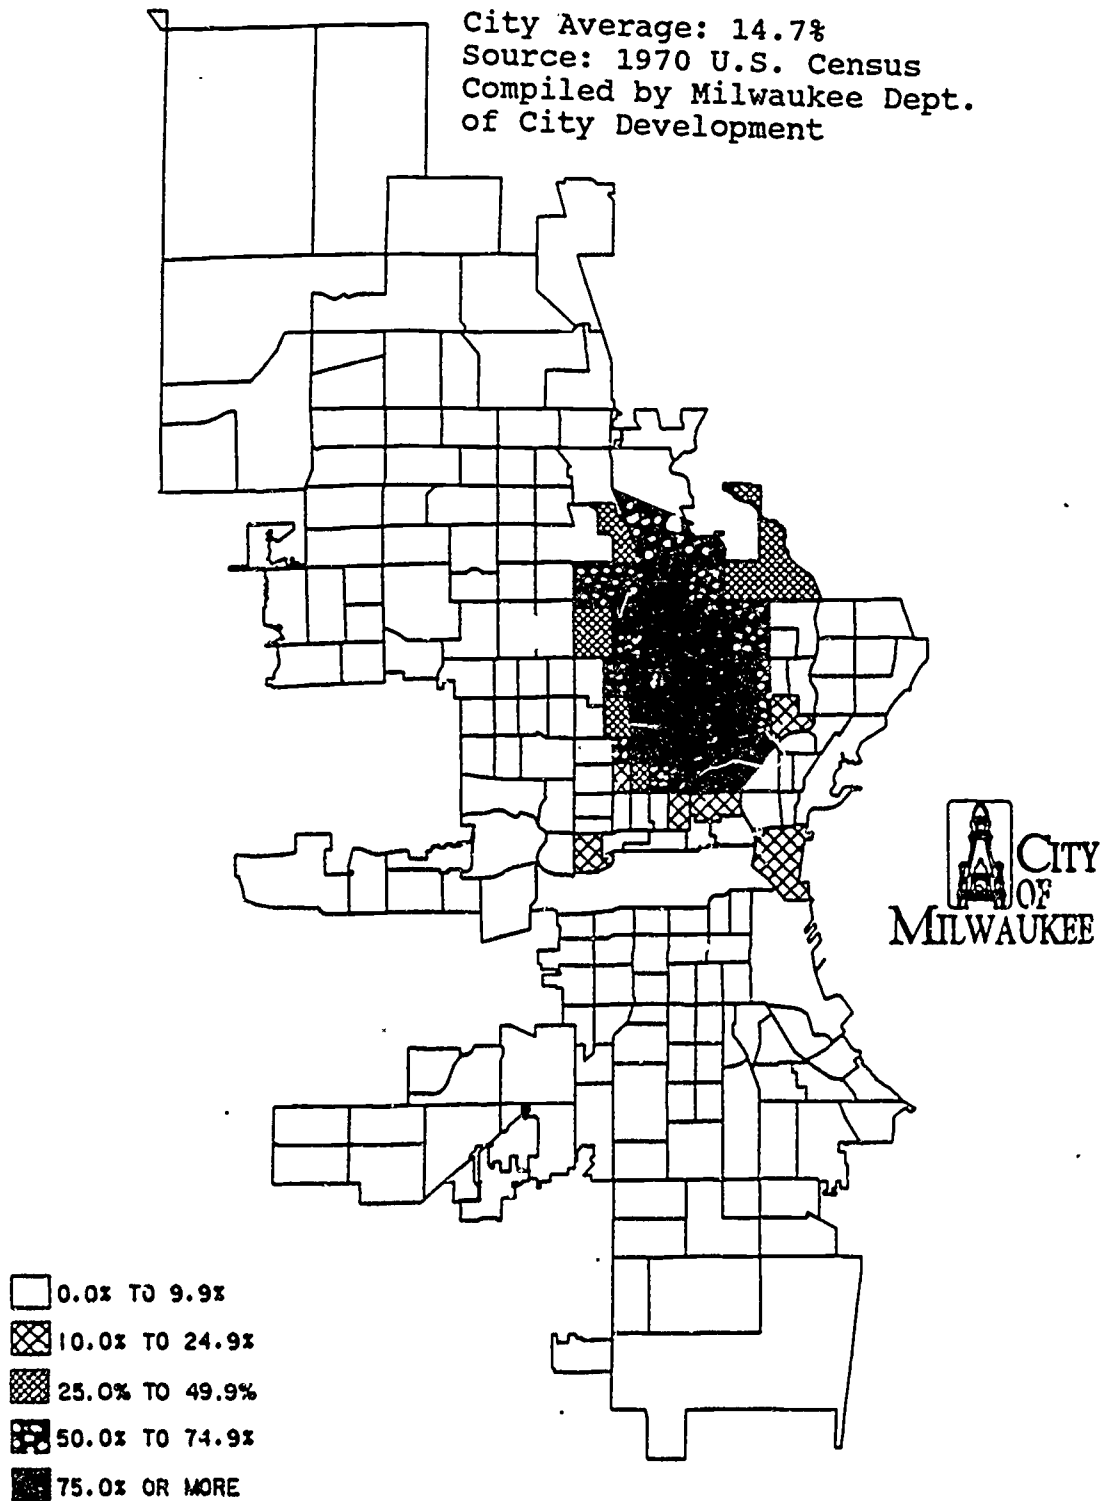 City Average: 14.7%
Source: 1970 U.S. Census
Compiled by Milwaukee Dept.
of City Development
CITY
OF
MILWAUKEE
0.0% TO 9.9%
10.0% TO 24.9%
25.0% TO 49.9%
50.0% TO 74.9%
75.0% OR MORE